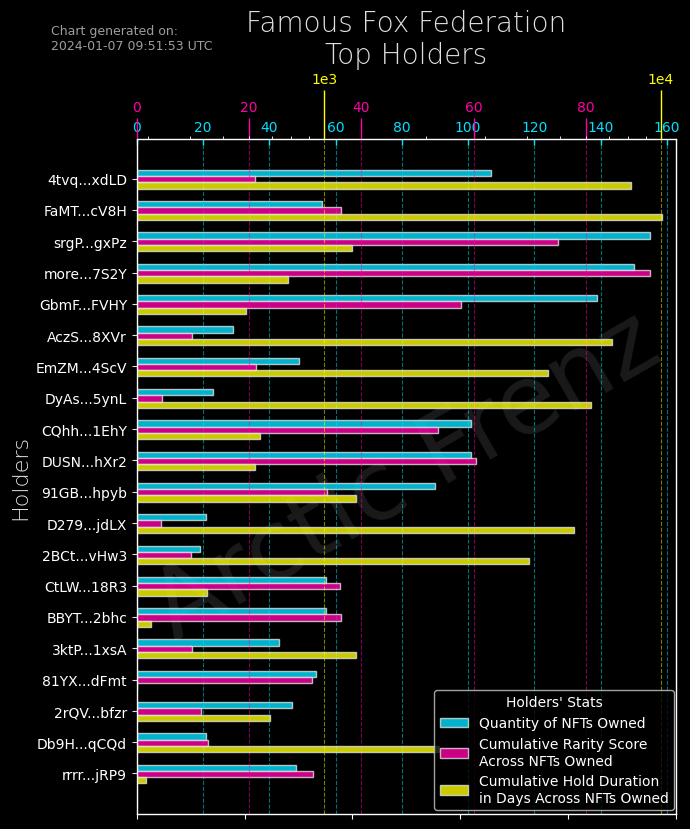 Chart generated on:
2024-01-07 09:51:53 UTC
Famous Fox Federation
Top Holders
1e3 1e4
0 20 40 60 80
0 20 40 60 80 100 120 140 160
Holders
4tvq...xdLD
FaMT...cV8H
srgP...gxPz
more...7S2Y
GbmF...FVHY
AczS...8XVr
EmZM...4ScV
DyAs...5ynL
CQhh...1EhY
DUSN...hXr2
91GB...hpyb
D279...jdLX
2BCt...vHw3
CtLW...18R3
BBYT...2bhc
3ktP...1xsA
81YX...dFmt
2rQV...bfzr
Db9H...qCQd
rrrr...jRP9
Arctic Frenz
Holders' Stats
Quantity of NFTs Owned
Cumulative Rarity Score
Across NFTs Owned
Cumulative Hold Duration
in Days Across NFTs Owned